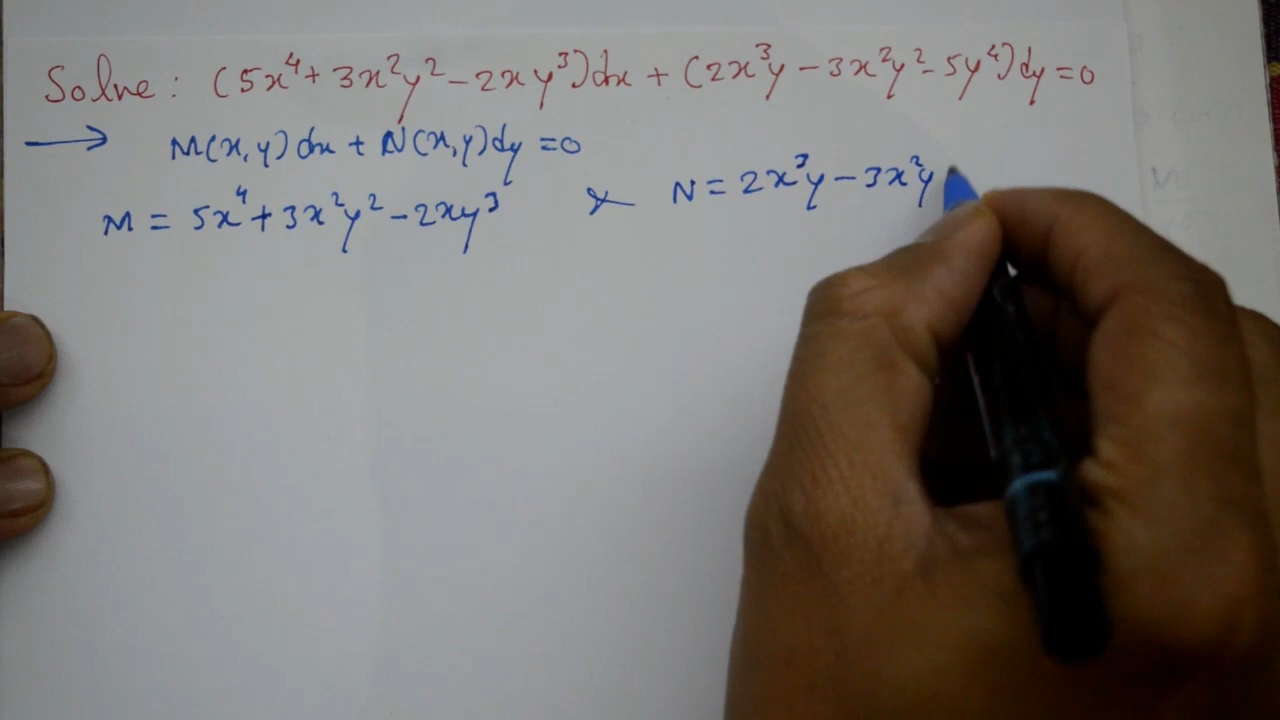 Solve : (5x⁴ + 3x²y² - 2xy³)dx + (2x³y - 3x²y² - 5y⁴)dy = 0
→ M(x,y)dx + N(x,y)dy = 0
M = 5x⁴ + 3x²y² - 2xy³ & N = 2x³y - 3x²y